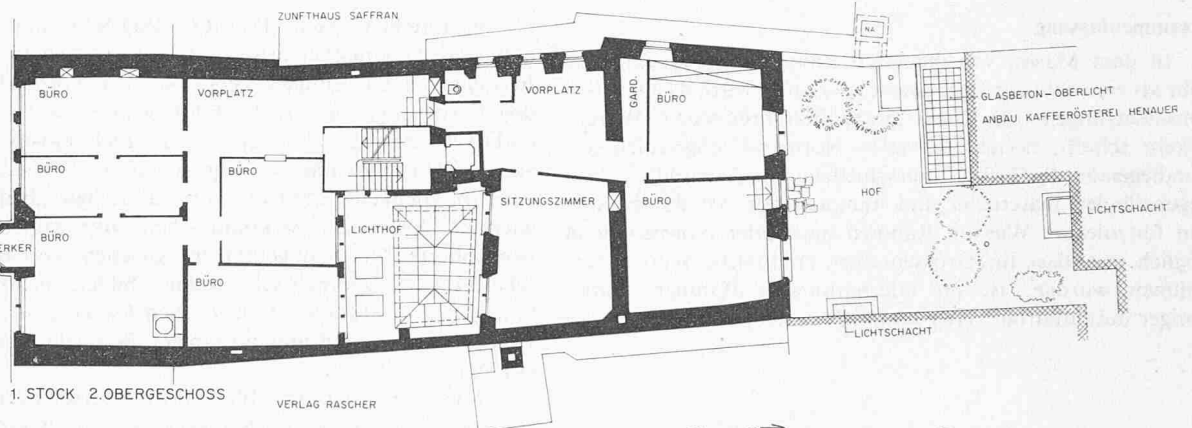 ZUNFTHAUS SAFFRAN
NA.
BÜRO
VORPLATZ
VORPLATZ
GARD.
BÜRO
GLASBETON-OBERLICHT
ANBAU KAFFEERÖSTEREI HENAUER
BÜRO
BÜRO
SITZUNGSZIMMER
BÜRO
HOF
LICHTSCHACHT
ERKER
BÜRO
LICHTHOF
BÜRO
LICHTSCHACHT
1. STOCK 2.OBERGESCHOSS
VERLAG RASCHER